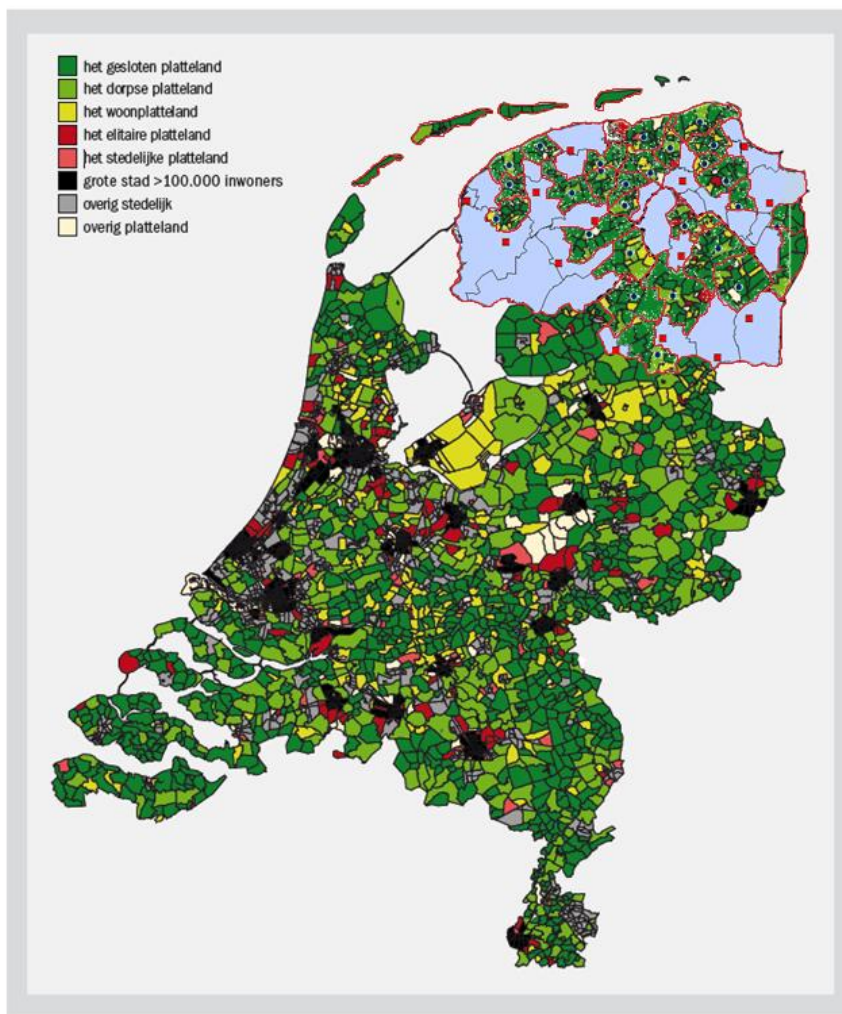 het gesloten platteland
het dorpse platteland
het woonplatteland
het elitaire platteland
het stedelijke platteland
grote stad >100.000 inwoners
overig stedelijk
overig platteland